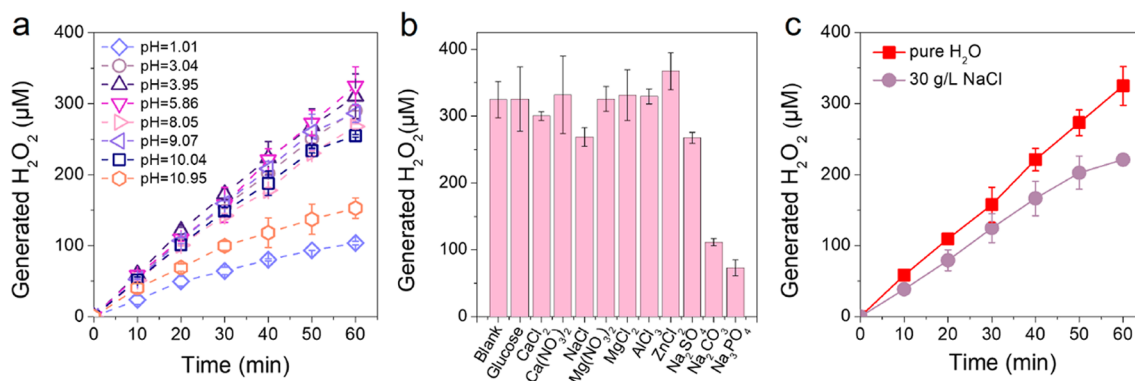 a
Generated H₂O₂ (µM)
400
300
200
100
0
pH=1.01
pH=3.04
pH=3.95
pH=5.86
pH=8.05
pH=9.07
pH=10.04
pH=10.95
0 10 20 30 40 50 60
Time (min)
b
Generated H₂O₂(µM)
400
300
200
100
0
Blank
Glucose
CaCl₂
Ca(NO₃)₂
NaCl
Mg(NO₃)₂
MgCl₂
AlCl₃
ZnCl₂
Na₂SO₄
Na₂CO₃
Na₃PO₄
c
Generated H₂O₂ (µM)
400
300
200
100
0
pure H₂O
30 g/L NaCl
0 10 20 30 40 50 60
Time (min)